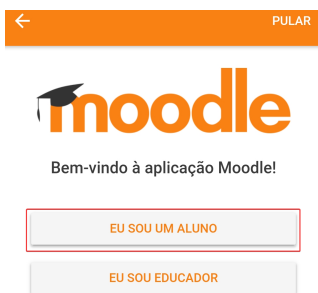 PULAR
moodle
Bem-vindo à aplicação Moodle!
EU SOU UM ALUNO
EU SOU EDUCADOR